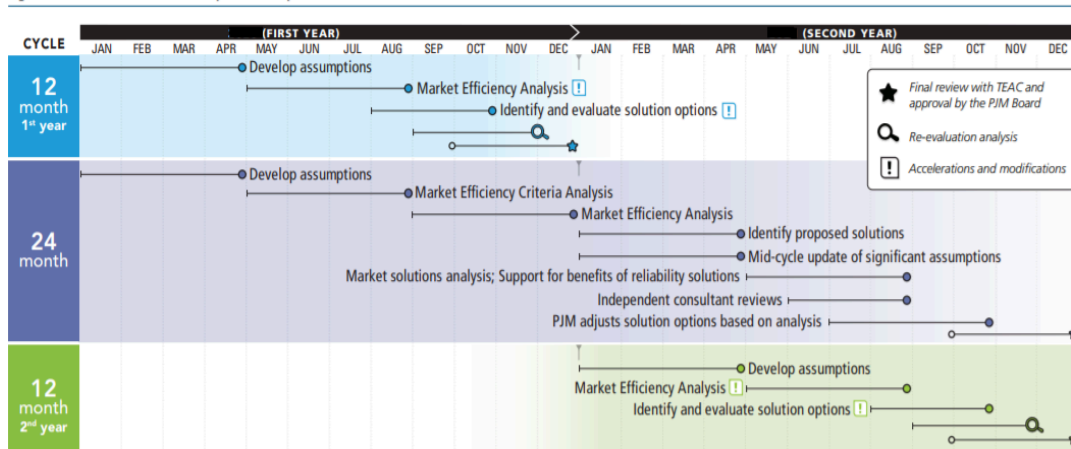 (FIRST YEAR) (SECOND YEAR)
CYCLE JAN FEB MAR APR MAY JUN JUL AUG SEP OCT NOV DEC JAN FEB MAR APR MAY JUN JUL AUG SEP OCT NOV DEC
12
month
1st year
Develop assumptions
Market Efficiency Analysis !
Identify and evaluate solution options !
Final review with TEAC and
approval by the PJM Board
Re-evaluation analysis
! Accelerations and modifications
24
month
Develop assumptions
Market Efficiency Criteria Analysis
Market Efficiency Analysis
Identify proposed solutions
Mid-cycle update of significant assumptions
Market solutions analysis; Support for benefits of reliability solutions
Independent consultant reviews
PJM adjusts solution options based on analysis
12
month
2nd year
Develop assumptions
Market Efficiency Analysis !
Identify and evaluate solution options !